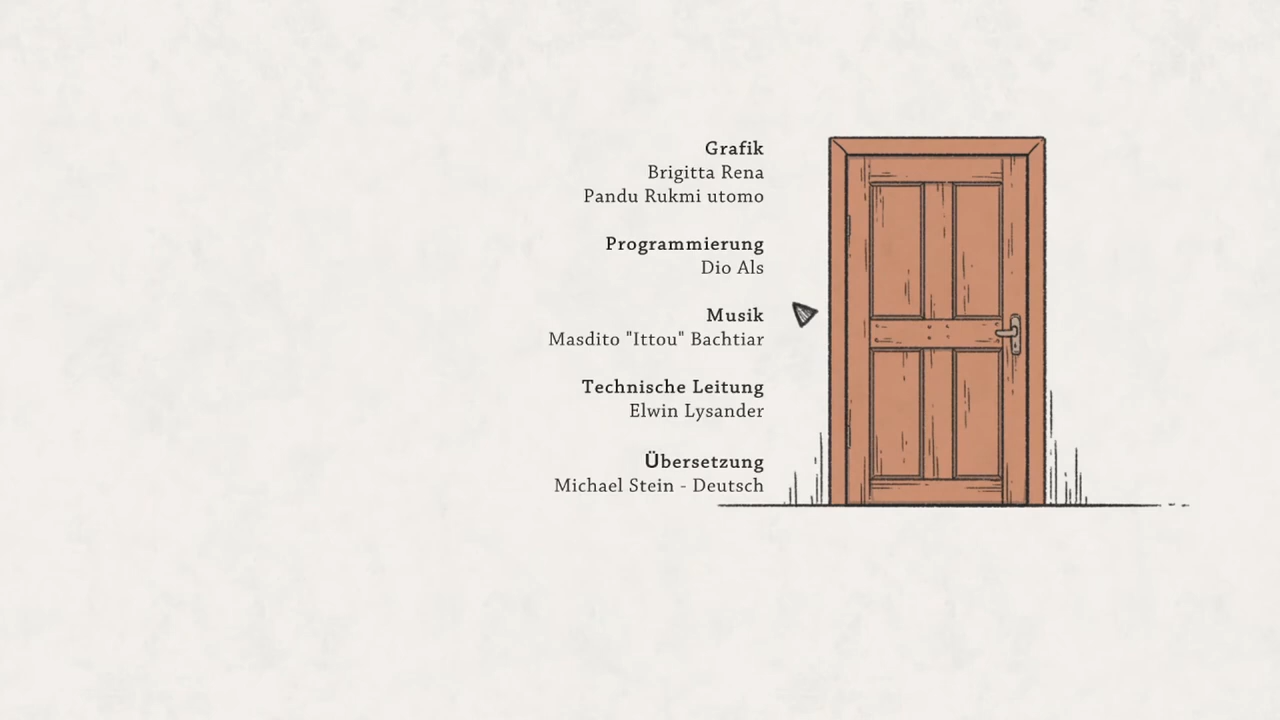 Grafik
Brigitta Rena
Pandu Rukmi utomo
Programmierung
Dio Als
Musik
Masdito "Ittou" Bachtiar
Technische Leitung
Elwin Lysander
Übersetzung
Michael Stein - Deutsch